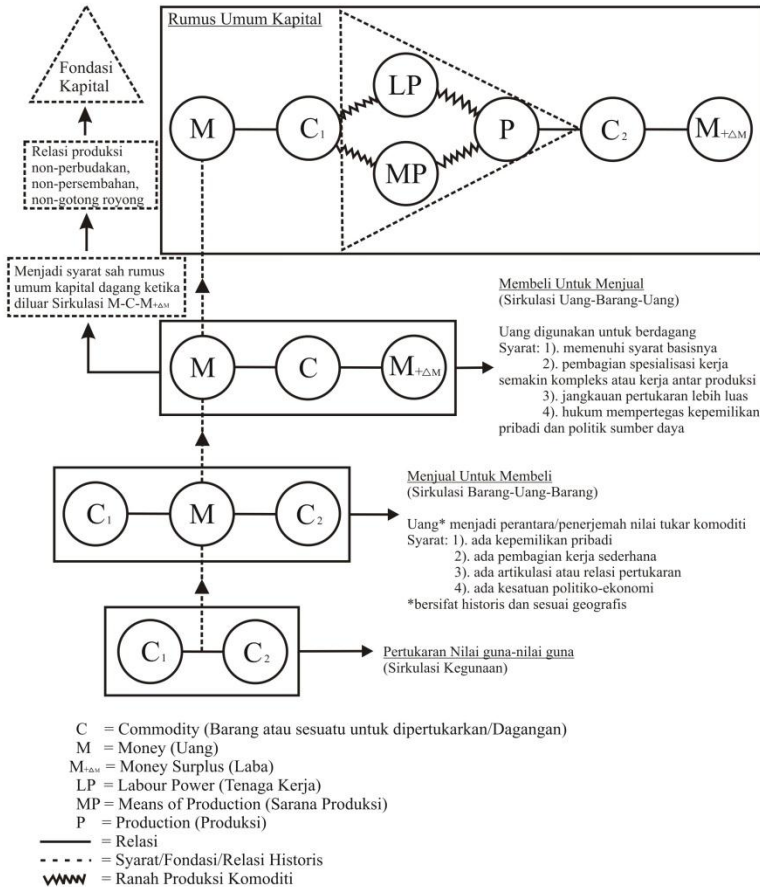 Rumus Umum Kapital
Fondasi
Kapital
LP
M
C1
P
C2
M+△M
MP
Relasi produksi
non-perbudakan,
non-persembahan,
non-gotong royong
Menjadi syarat sah rumus
umum kapital dagang ketika
diluar Sirkulasi M-C-M+△M
M
C
M+△M
Membeli Untuk Menjual
(Sirkulasi Uang-Barang-Uang)
Uang digunakan untuk berdagang
Syarat: 1). memenuhi syarat basisnya
2). pembagian spesialisasi kerja
semakin kompleks atau kerja antar produksi
3). jangkauan pertukaran lebih luas
4). hukum mempertegas kepemilikan
pribadi dan politik sumber daya
C1
M
C2
Menjual Untuk Membeli
(Sirkulasi Barang-Uang-Barang)
Uang* menjadi perantara/penerjemah nilai tukar komoditi
Syarat: 1). ada kepemilikan pribadi
2). ada pembagian kerja sederhana
3). ada artikulasi atau relasi pertukaran
4). ada kesatuan politiko-ekonomi
*bersifat historis dan sesuai geografis
C1
C2
Pertukaran Nilai guna-nilai guna
(Sirkulasi Kegunaan)
C = Commodity (Barang atau sesuatu untuk dipertukarkan/Dagangan)
M = Money (Uang)
M+△M = Money Surplus (Laba)
LP = Labour Power (Tenaga Kerja)
MP = Means of Production (Sarana Produksi)
P = Production (Produksi)
= Relasi
= Syarat/Fondasi/Relasi Historis
= Ranah Produksi Komoditi